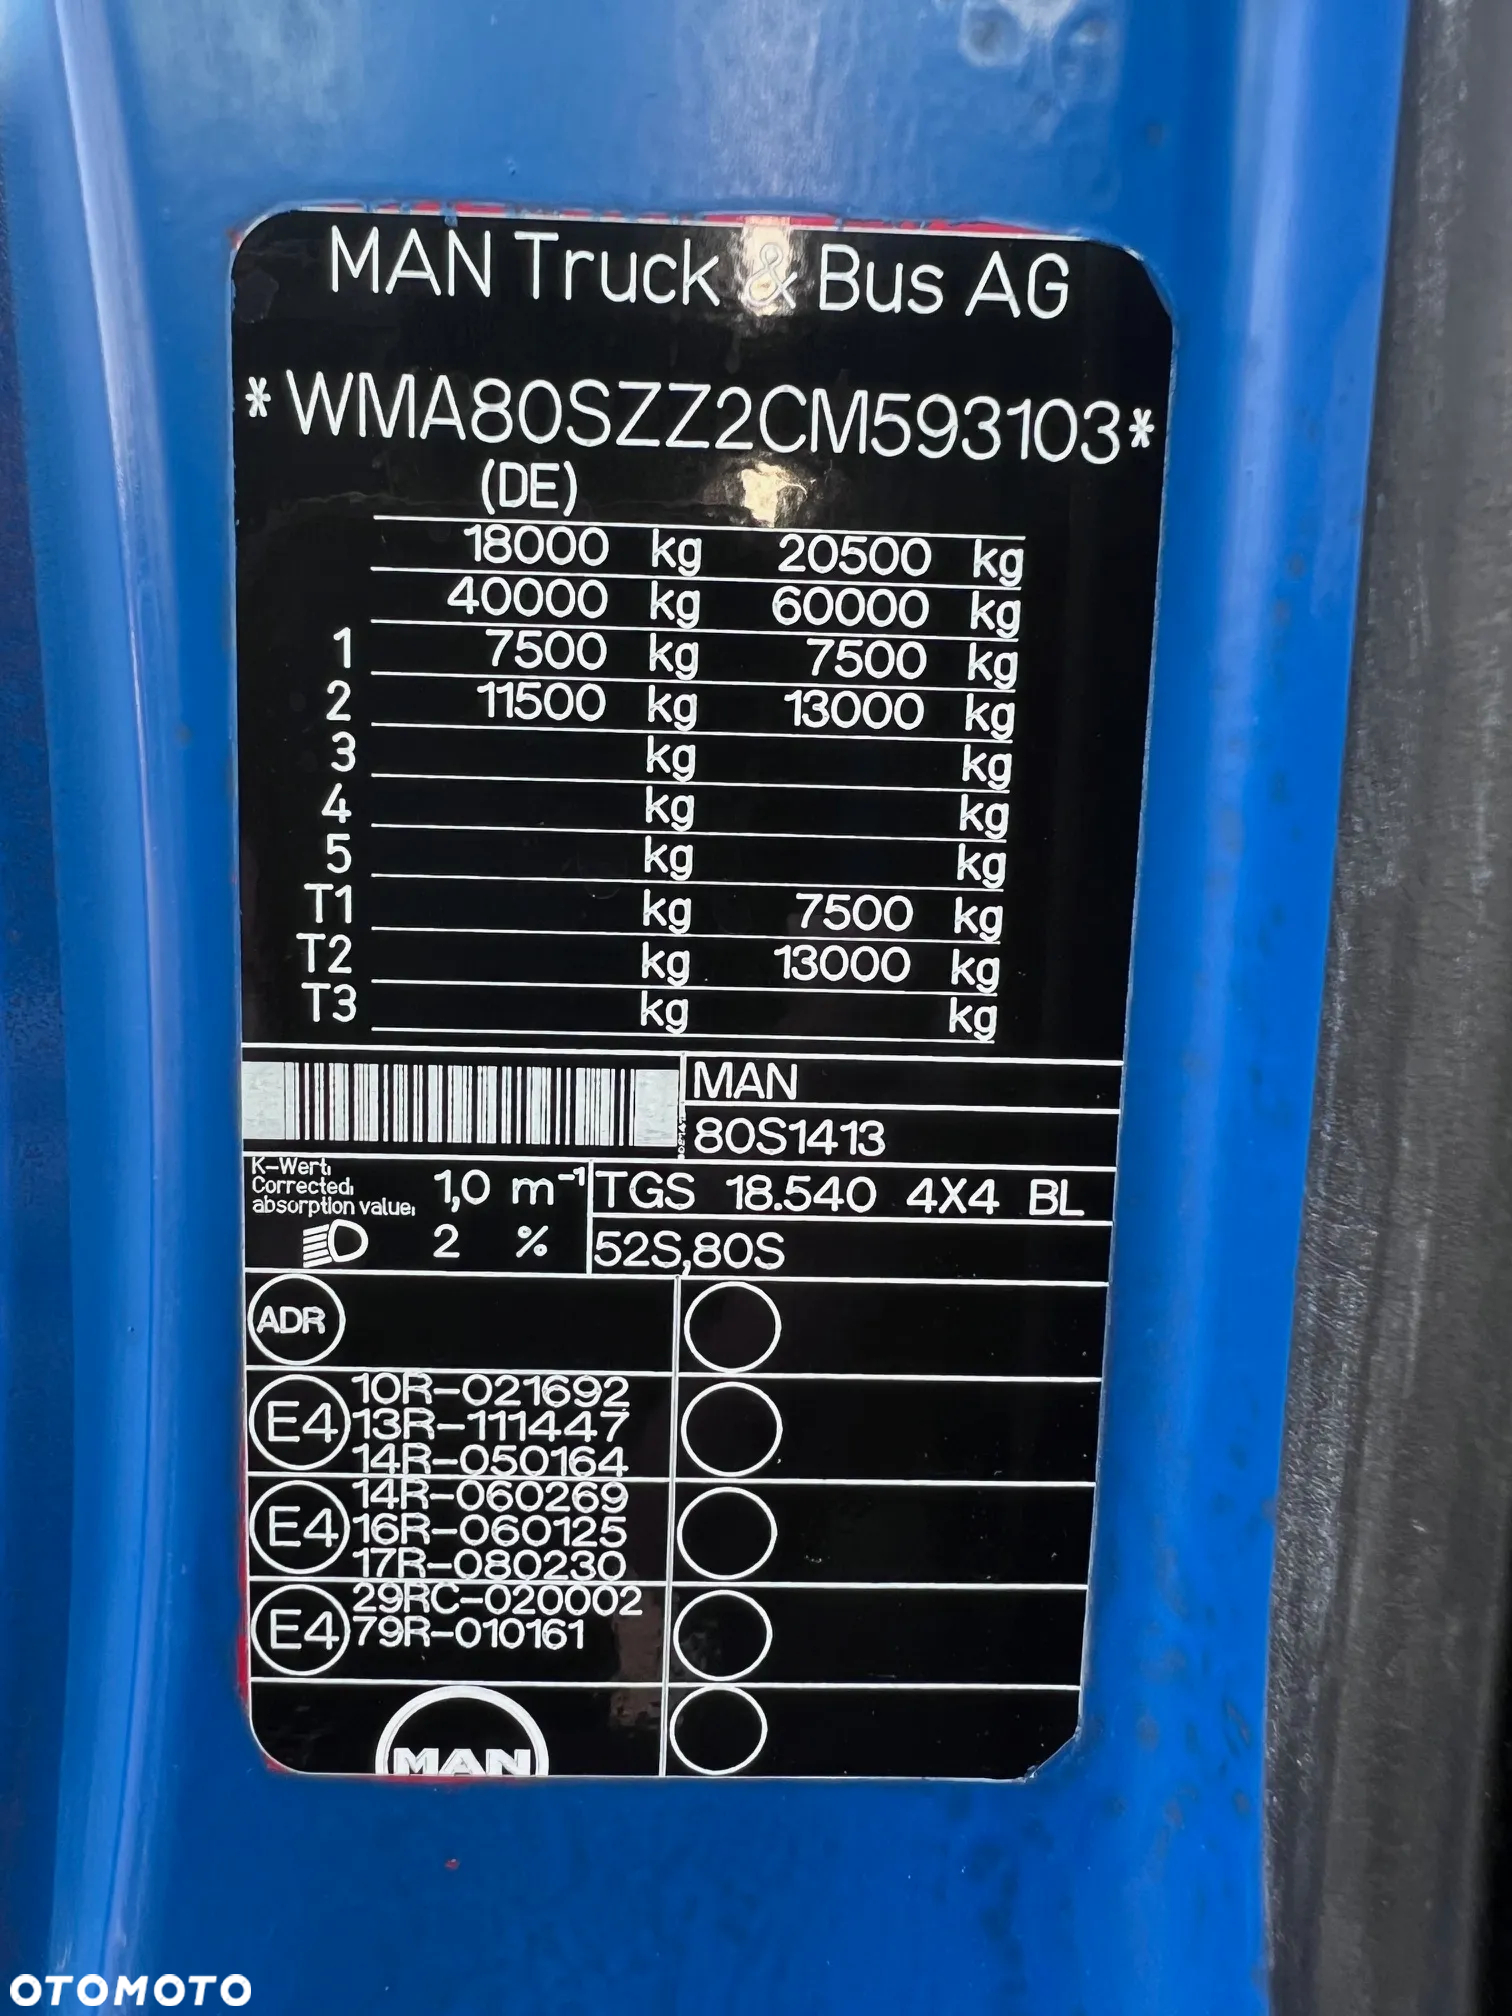 MAN Truck & Bus AG
*WMA80SZZ2CM593103*
(DE)
18000 kg 20500 kg
40000 kg 60000 kg
1 7500 kg 7500 kg
2 11500 kg 13000 kg
3 kg kg
4 kg kg
5 kg kg
T1 kg 7500 kg
T2 kg 13000 kg
T3 kg kg
MAN
80S1413
K-Wert,
Corrected,
absorption value,
1,0 m⁻¹
TGS 18.540 4X4 BL
2 %
52S,80S
ADR
E4
10R-021692
13R-111447
14R-050164
E4
14R-060269
16R-060125
17R-080230
E4
29RC-020002
79R-010161
MAN
OTOMOTO